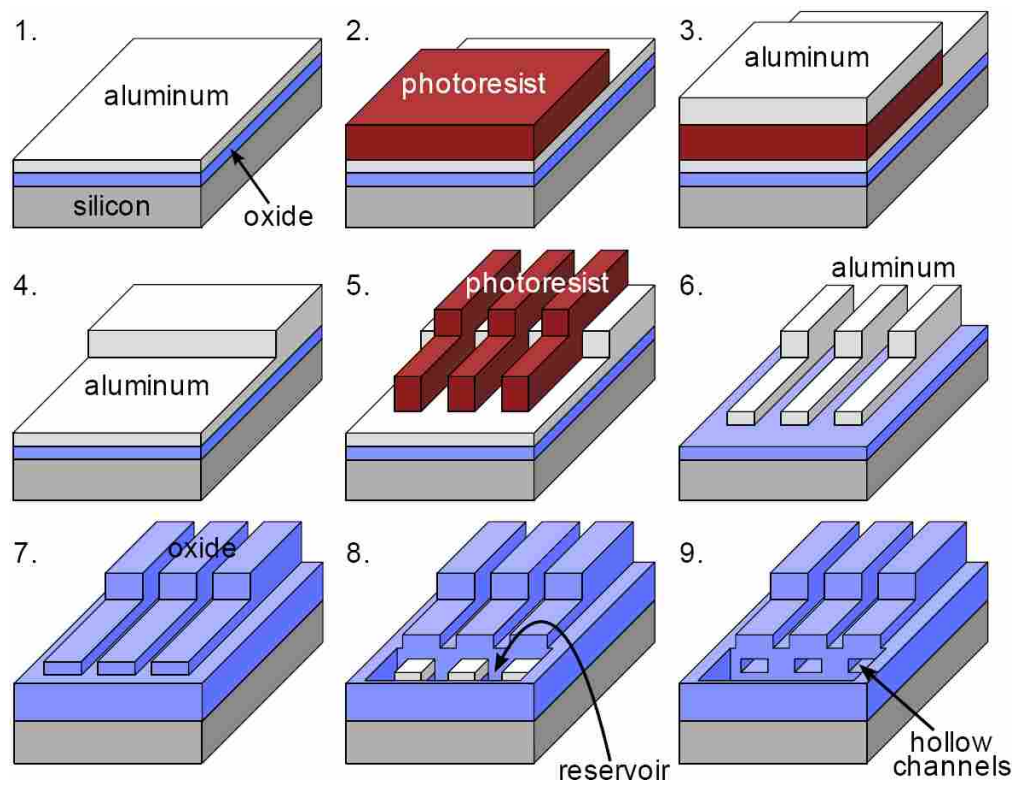 1.
aluminum
silicon
oxide
2.
photoresist
3.
aluminum
4.
aluminum
5.
photoresist
6.
aluminum
7.
oxide
8.
reservoir
9.
hollow
channels